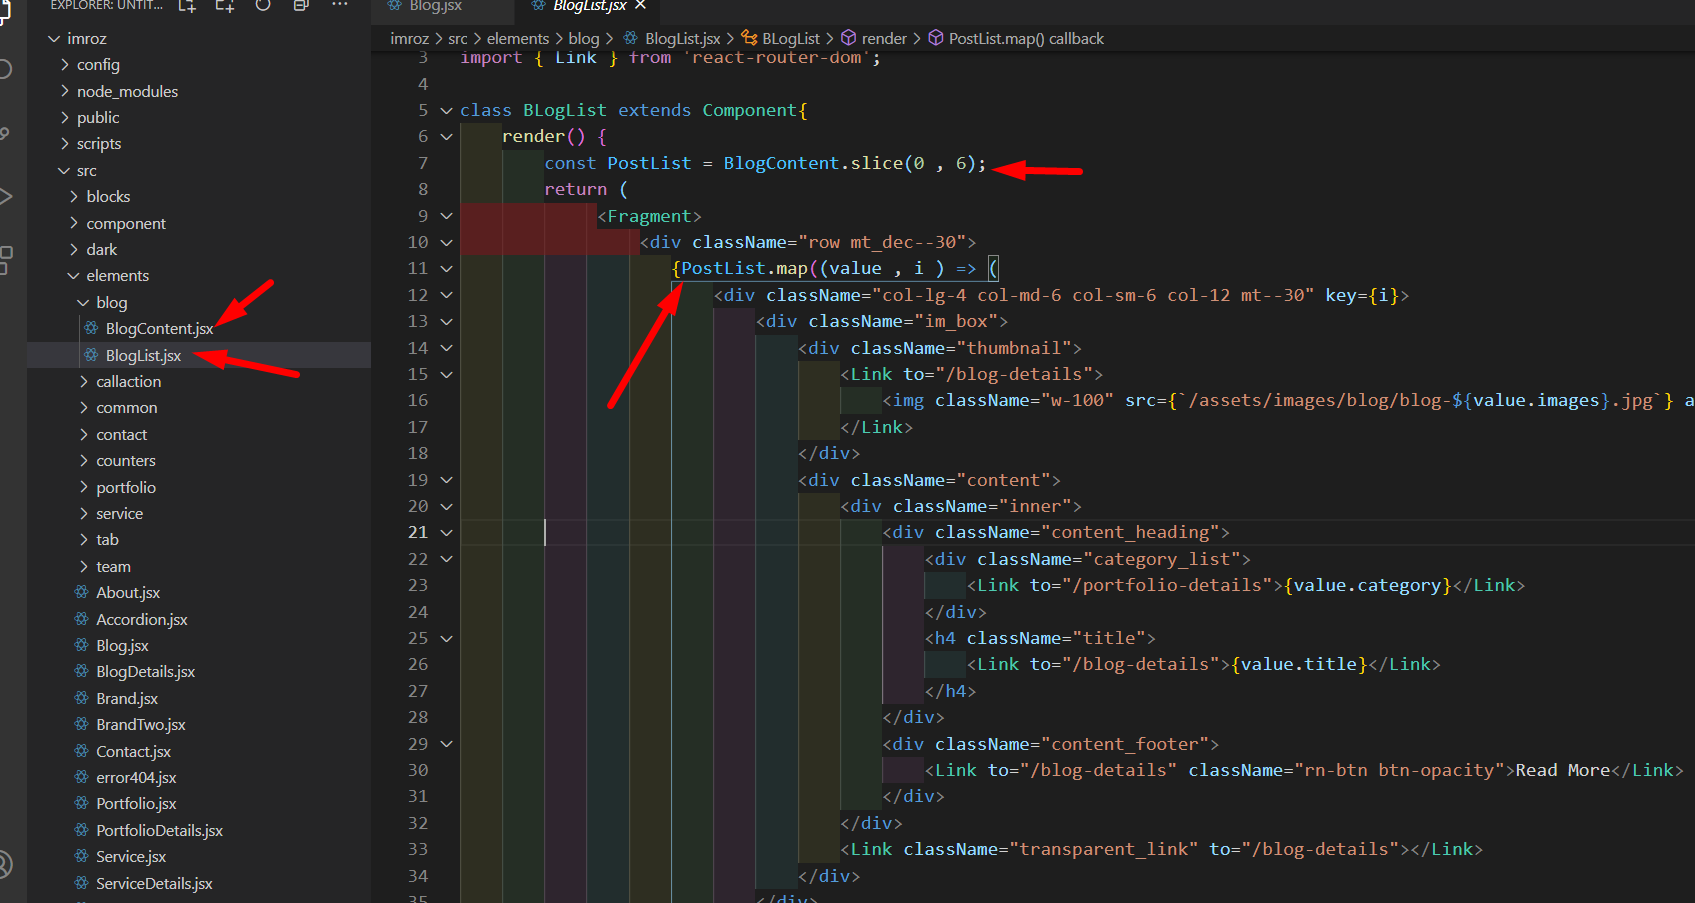 EXPLORER: UNTIT...
imroz
config
node_modules
public
scripts
src
blocks
component
dark
elements
blog
BlogContent.jsx
BlogList.jsx
callaction
common
contact
counters
portfolio
service
tab
team
About.jsx
Accordion.jsx
Blog.jsx
BlogDetails.jsx
Brand.jsx
BrandTwo.jsx
Contact.jsx
error404.jsx
Portfolio.jsx
PortfolioDetails.jsx
Service.jsx
ServiceDetails.jsx
Blog.jsx
BlogList.jsx
imroz > src > elements > blog > BlogList.jsx > BLogList > render > PostList.map() callback
3 import { Link } from 'react-router-dom';
4
5 class BLogList extends Component{
6 render() {
7 const PostList = BlogContent.slice(0 , 6);
8 return (
9 <Fragment>
10 <div className="row mt_dec--30">
11 {PostList.map((value , i ) => (
12 <div className="col-lg-4 col-md-6 col-sm-6 col-12 mt--30" key={i}>
13 <div className="im_box">
14 <div className="thumbnail">
15 <Link to="/blog-details">
16 <img className="w-100" src={`/assets/images/blog/blog-${value.images}.jpg`} a
17 </Link>
18 </div>
19 <div className="content">
20 <div className="inner">
21 <div className="content_heading">
22 <div className="category_list">
23 <Link to="/portfolio-details">{value.category}</Link>
24 </div>
25 <h4 className="title">
26 <Link to="/blog-details">{value.title}</Link>
27 </h4>
28 </div>
29 <div className="content_footer">
30 <Link to="/blog-details" className="rn-btn btn-opacity">Read More</Link>
31 </div>
32 </div>
33 <Link className="transparent_link" to="/blog-details"></Link>
34 </div>
35 </div>